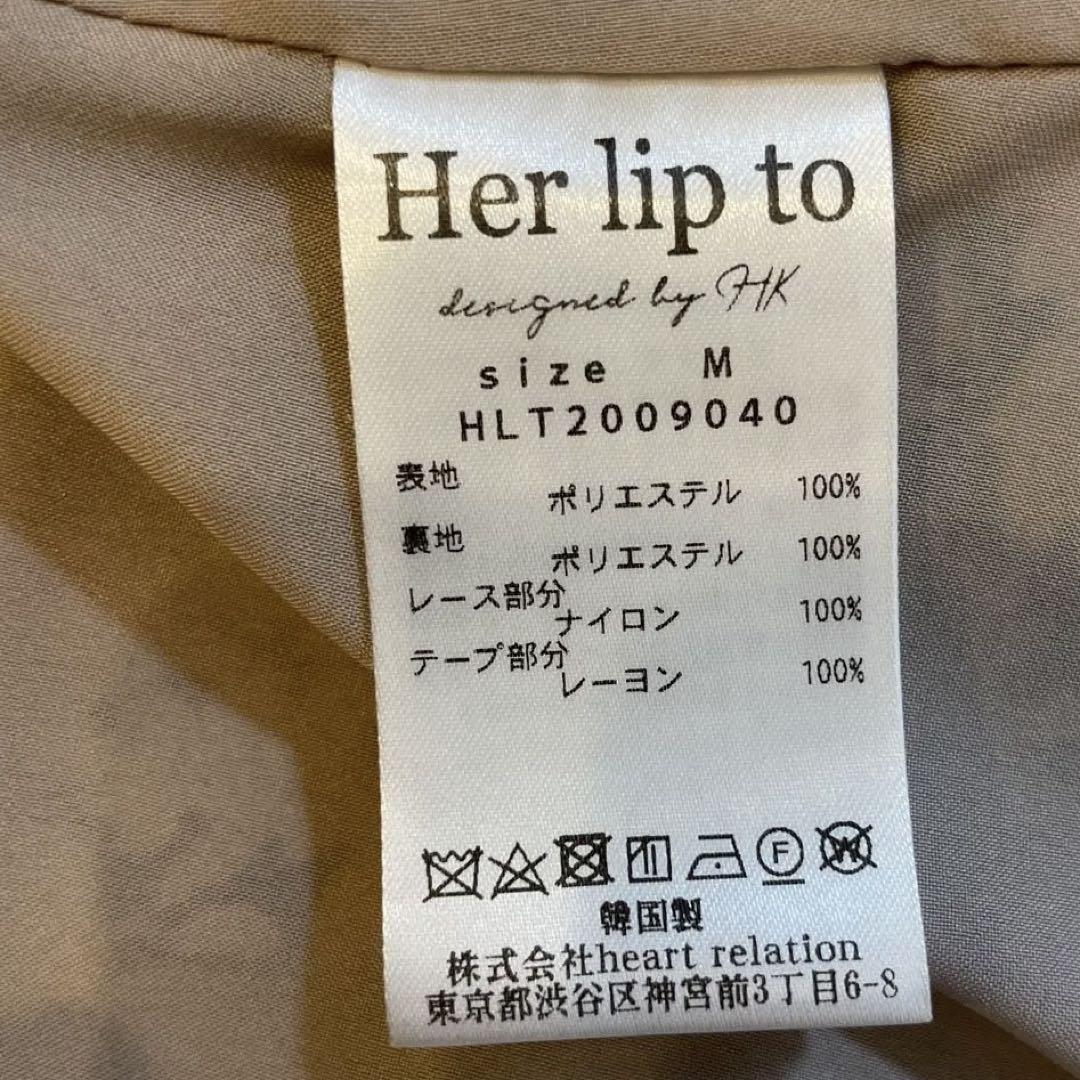 Her lip to
designed by HK
size M
HLT2009040
表地
ポリエステル 100%
裏地
ポリエステル 100%
レース部分
ナイロン 100%
テープ部分
レーヨン 100%
F W
韓国製
株式会社heart relation
東京都渋谷区神宮前3丁目6-8